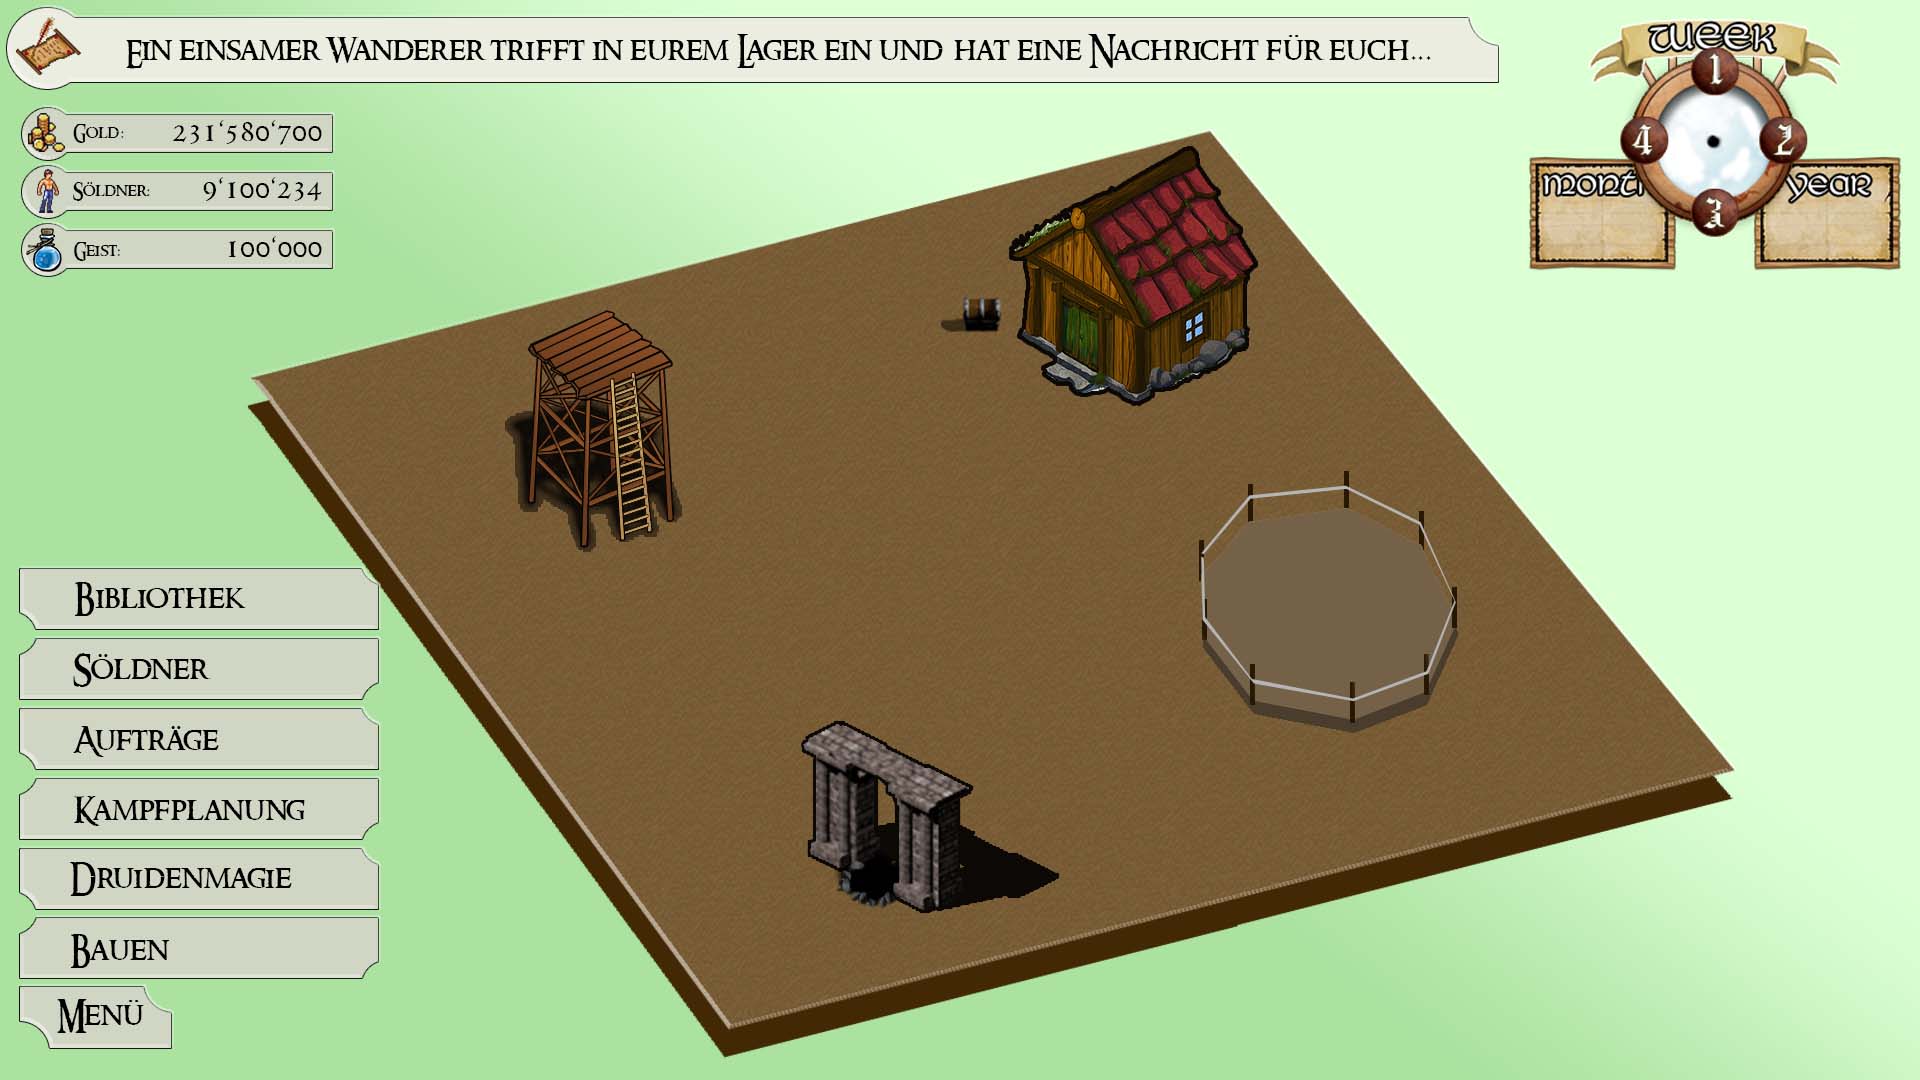 Ein einsamer Wanderer trifft in eurem Lager ein und hat eine Nachricht für euch...
Gold: 231'580'700
Söldner: 9'100'234
Geist: 100'000
week
1
4
2
3
month
year
Bibliothek
Söldner
Aufträge
Kampfplanung
Druidenmagie
Bauen
Menü